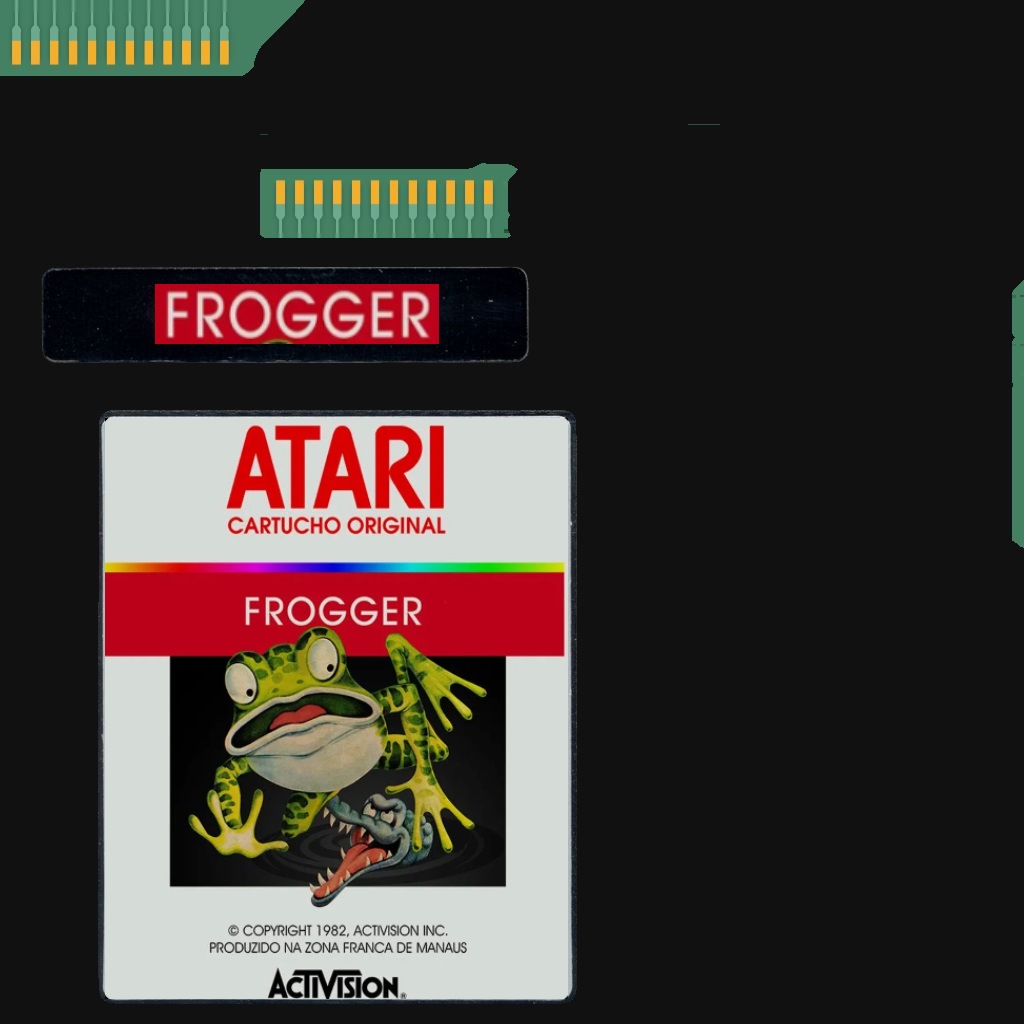 FROGGER
ATARI
CARTUCHO ORIGINAL
FROGGER
© COPYRIGHT 1982, ACTIVISION INC.
PRODUZIDO NA ZONA FRANCA DE MANAUS
ACTIVISION®